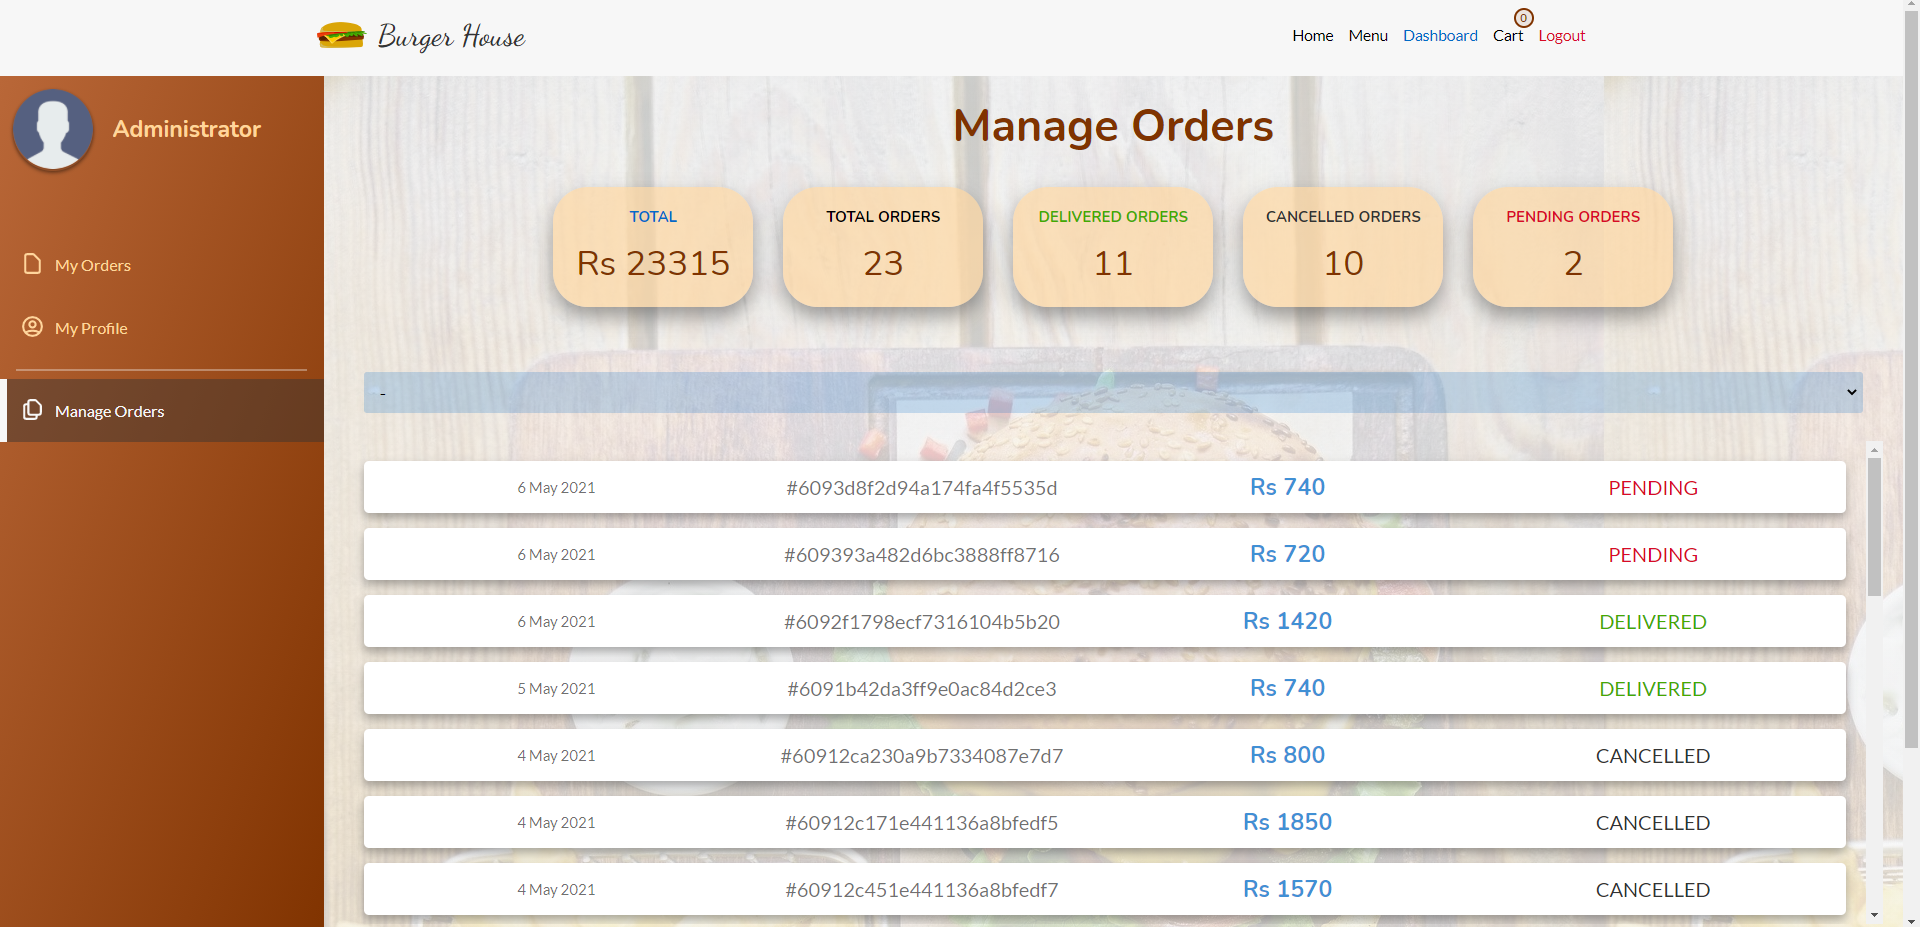 Burger House
Home Menu Dashboard Cart 0 Logout
Administrator
My Orders
My Profile
Manage Orders
Manage Orders
TOTAL
Rs 23315
TOTAL ORDERS
23
DELIVERED ORDERS
11
CANCELLED ORDERS
10
PENDING ORDERS
2
-
6 May 2021 #6093d8f2d94a174fa4f5535d Rs 740 PENDING
6 May 2021 #609393a482d6bc3888ff8716 Rs 720 PENDING
6 May 2021 #6092f1798ecf7316104b5b20 Rs 1420 DELIVERED
5 May 2021 #6091b42da3ff9e0ac84d2ce3 Rs 740 DELIVERED
4 May 2021 #60912ca230a9b7334087e7d7 Rs 800 CANCELLED
4 May 2021 #60912c171e441136a8bfedf5 Rs 1850 CANCELLED
4 May 2021 #60912c451e441136a8bfedf7 Rs 1570 CANCELLED